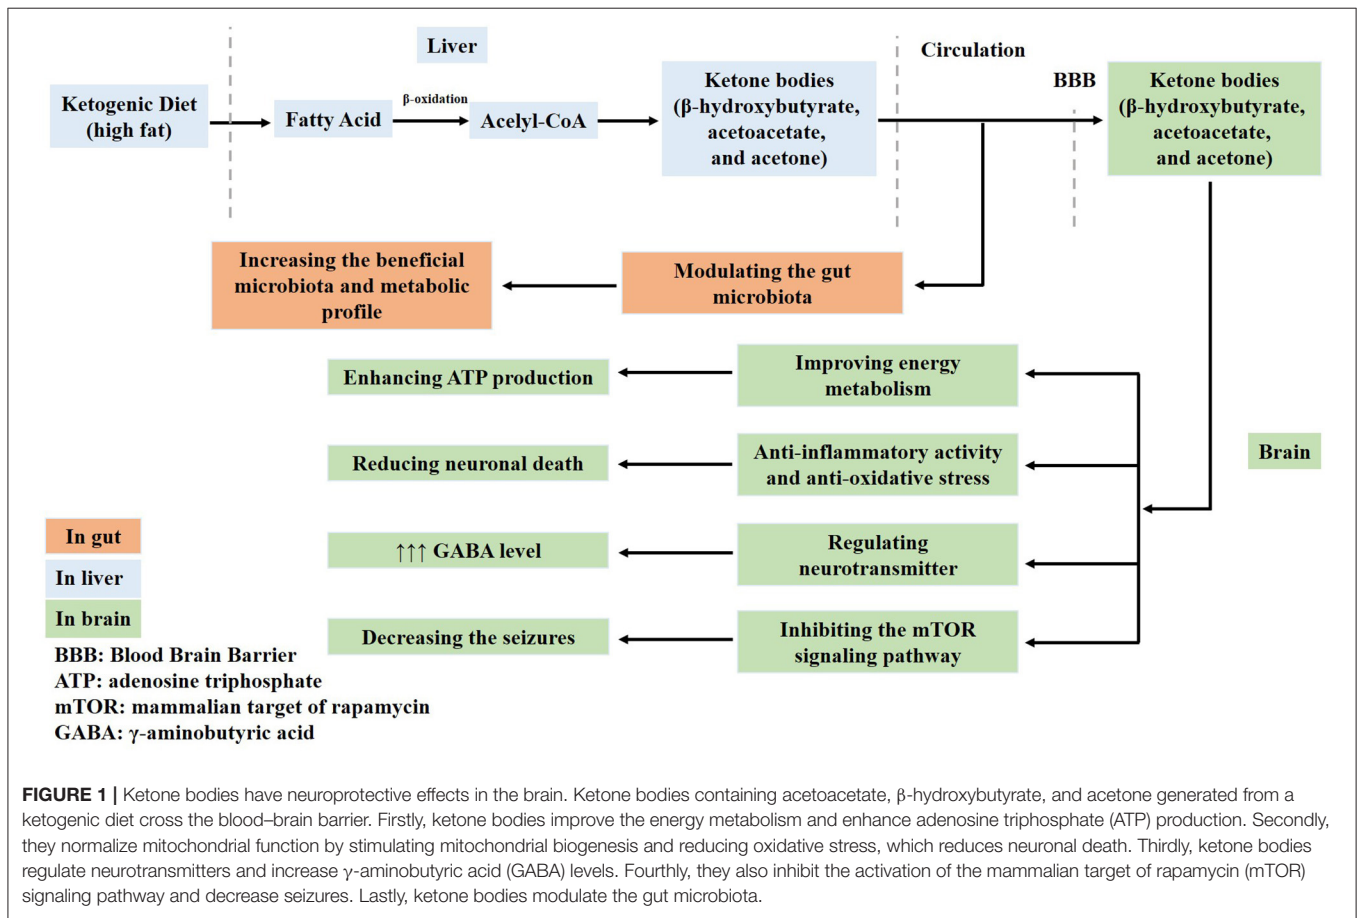 Liver
Circulation
BBB
Ketogenic Diet
(high fat)
Fatty Acid
β-oxidation
Acelyl-CoA
Ketone bodies
(β-hydroxybutyrate,
acetoacetate,
and acetone)
Ketone bodies
(β-hydroxybutyrate,
acetoacetate,
and acetone)
Increasing the beneficial
microbiota and metabolic
profile
Modulating the gut
microbiota
Enhancing ATP production
Improving energy
metabolism
Reducing neuronal death
Anti-inflammatory activity
and anti-oxidative stress
Brain
↑↑↑ GABA level
Regulating
neurotransmitter
Decreasing the seizures
Inhibiting the mTOR
signaling pathway
In gut
In liver
In brain
BBB: Blood Brain Barrier
ATP: adenosine triphosphate
mTOR: mammalian target of rapamycin
GABA: γ-aminobutyric acid
FIGURE 1 | Ketone bodies have neuroprotective effects in the brain. Ketone bodies containing acetoacetate, β-hydroxybutyrate, and acetone generated from a
ketogenic diet cross the blood–brain barrier. Firstly, ketone bodies improve the energy metabolism and enhance adenosine triphosphate (ATP) production. Secondly,
they normalize mitochondrial function by stimulating mitochondrial biogenesis and reducing oxidative stress, which reduces neuronal death. Thirdly, ketone bodies
regulate neurotransmitters and increase γ-aminobutyric acid (GABA) levels. Fourthly, they also inhibit the activation of the mammalian target of rapamycin (mTOR)
signaling pathway and decrease seizures. Lastly, ketone bodies modulate the gut microbiota.